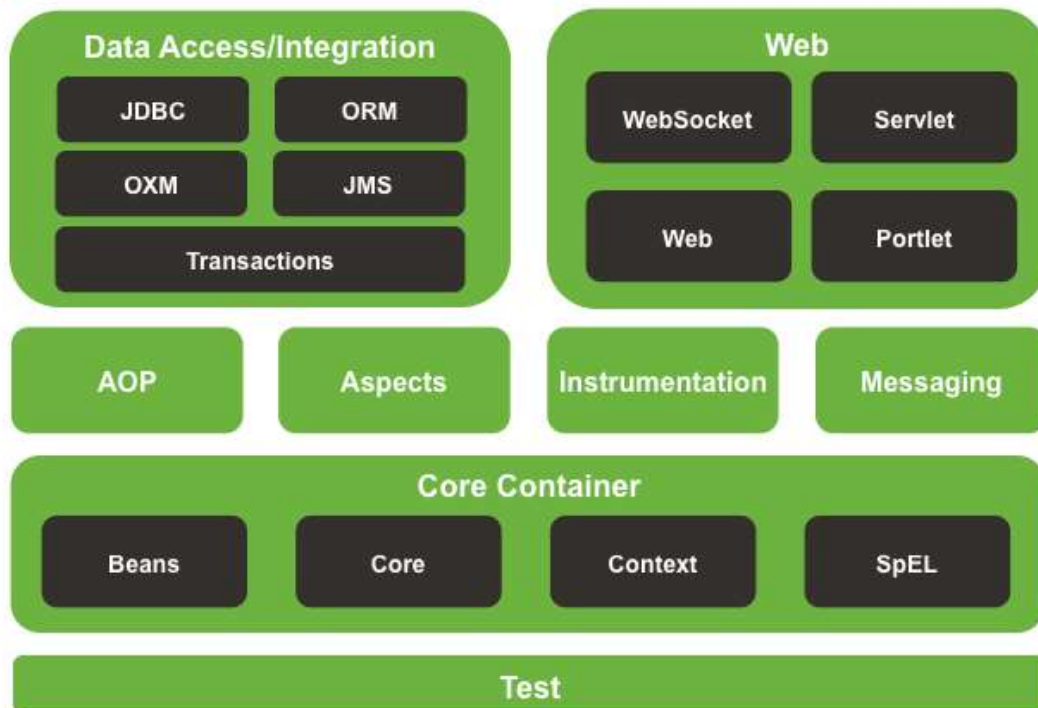 Data Access/Integration
JDBC
ORM
OXM
JMS
Transactions
Web
WebSocket
Servlet
Web
Portlet
AOP
Aspects
Instrumentation
Messaging
Core Container
Beans
Core
Context
SpEL
Test